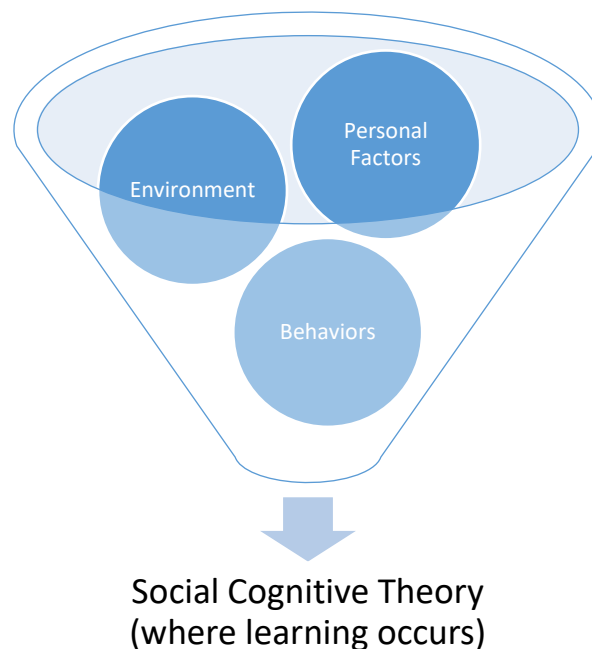 Personal
Factors
Environment
Behaviors
Social Cognitive Theory
(where learning occurs)